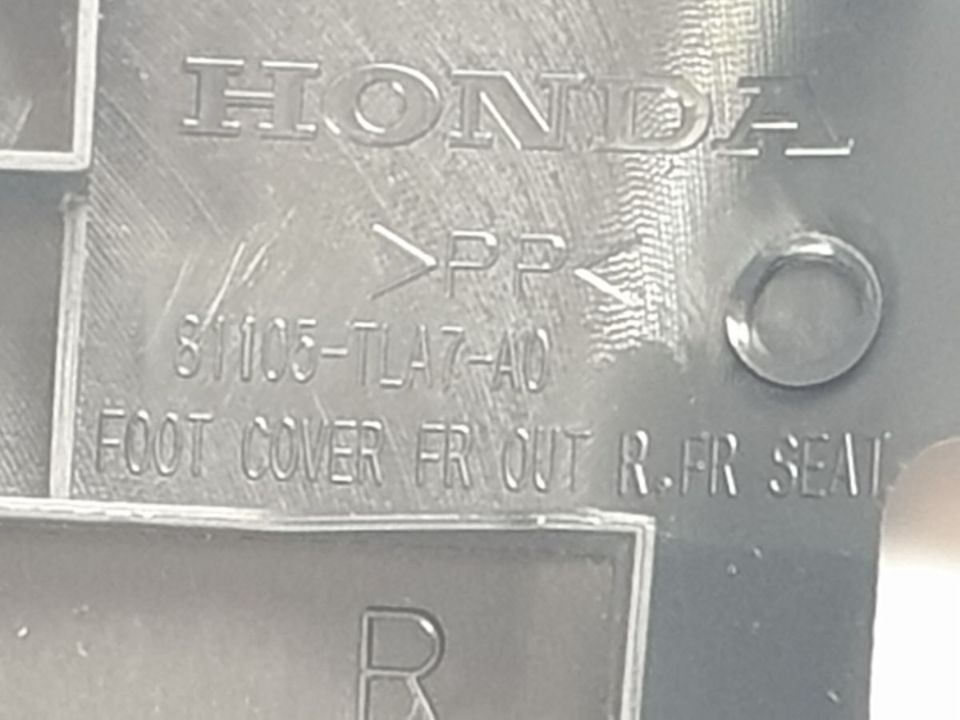 HONDA
>PP<
81105-TLA7-A0
FOOT COVER FR OUT R.FR SEAT
R